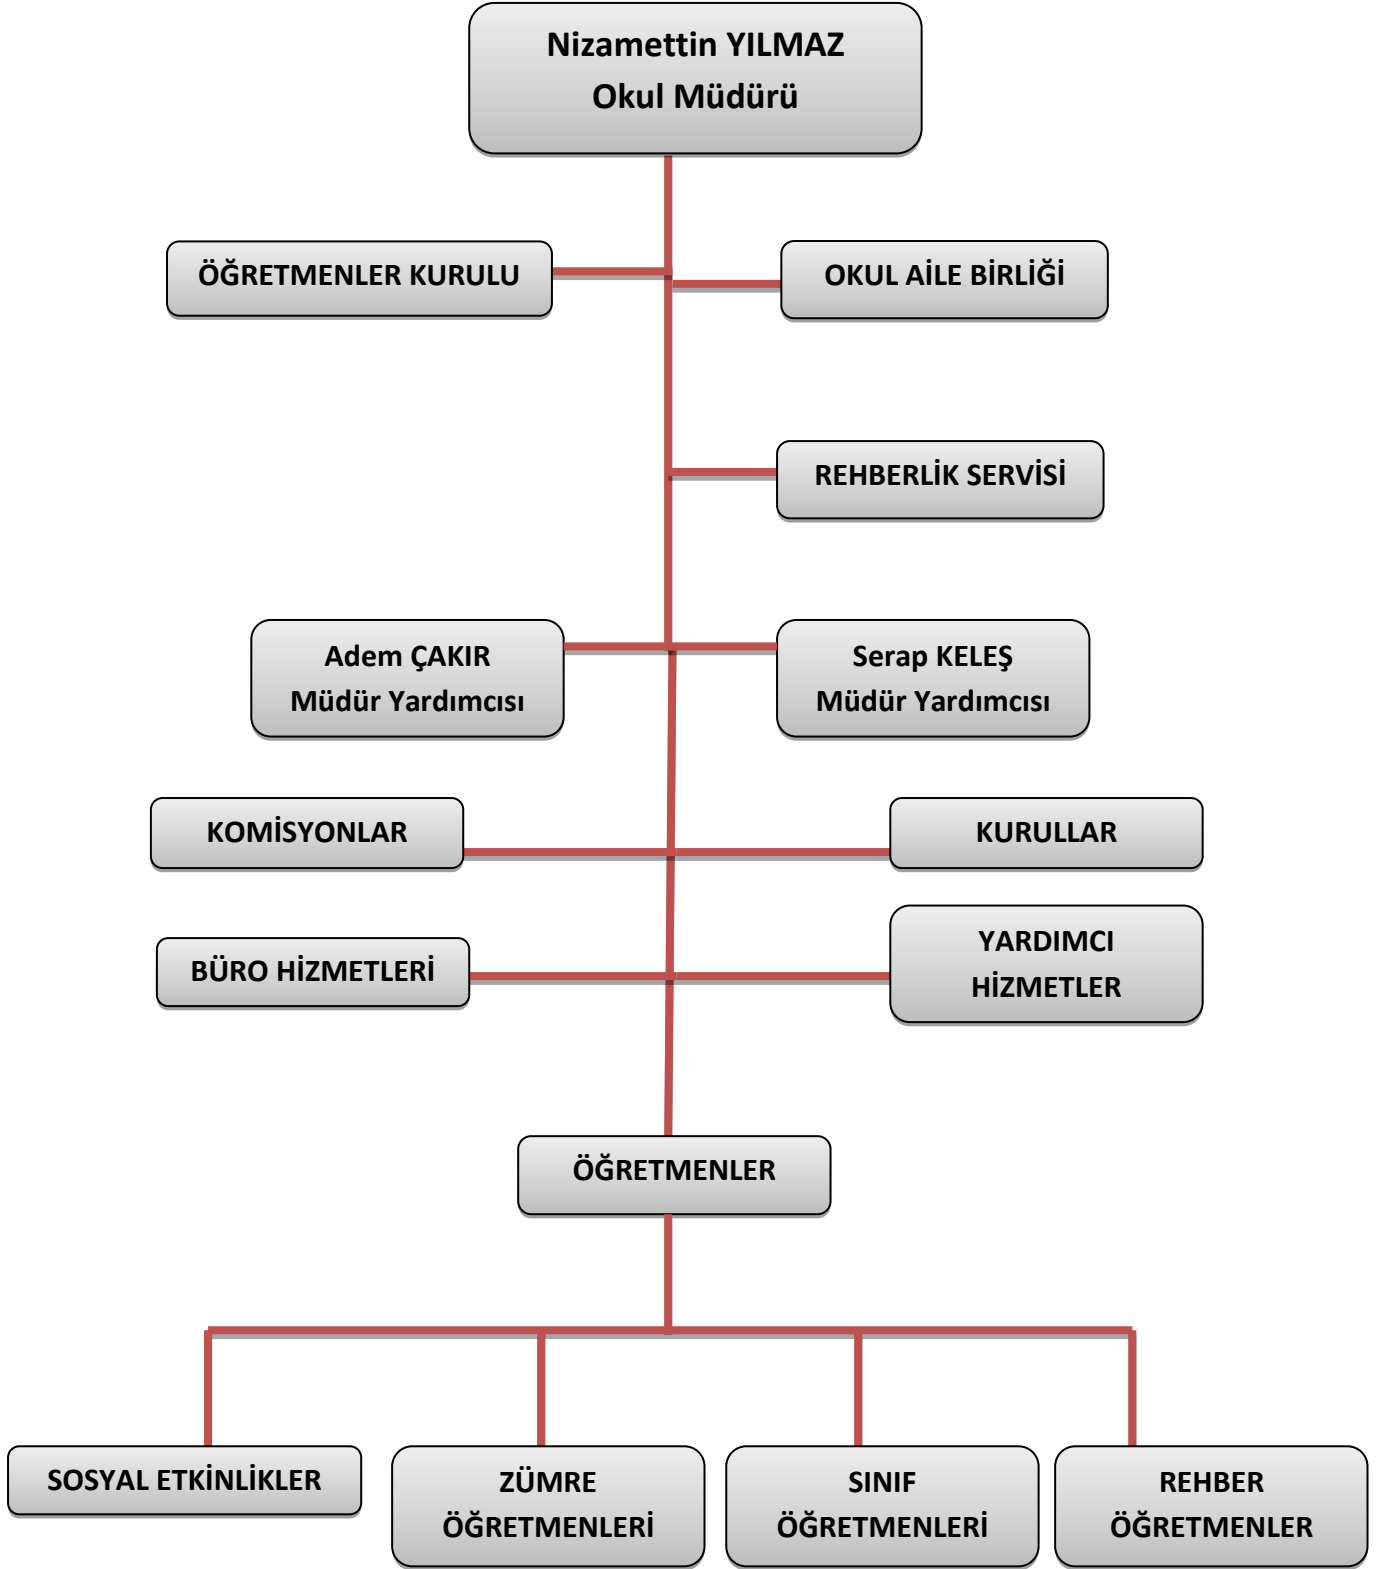 Nizamettin YILMAZ
Okul Müdürü
ÖĞRETMENLER KURULU
OKUL AİLE BİRLİĞİ
REHBERLİK SERVİSİ
Adem ÇAKIR
Müdür Yardımcısı
Serap KELEŞ
Müdür Yardımcısı
KOMİSYONLAR
KURULLAR
BÜRO HİZMETLERİ
YARDIMCI
HİZMETLER
ÖĞRETMENLER
SOSYAL ETKİNLİKLER
ZÜMRE
ÖĞRETMENLERİ
SINIF
ÖĞRETMENLERİ
REHBER
ÖĞRETMENLER